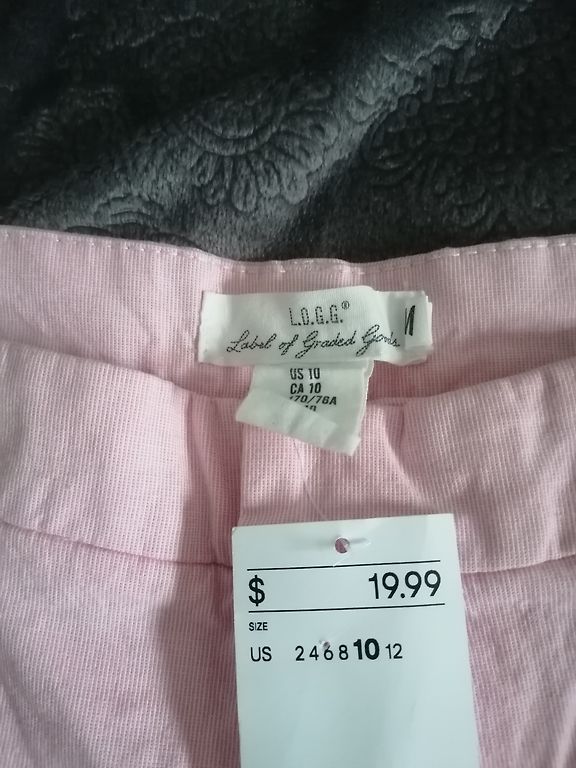 L.O.G.G.®
Label of Graded Goods
US 10
CA 10
170/76A
$ 19.99
SIZE
US 2 4 6 8 10 12